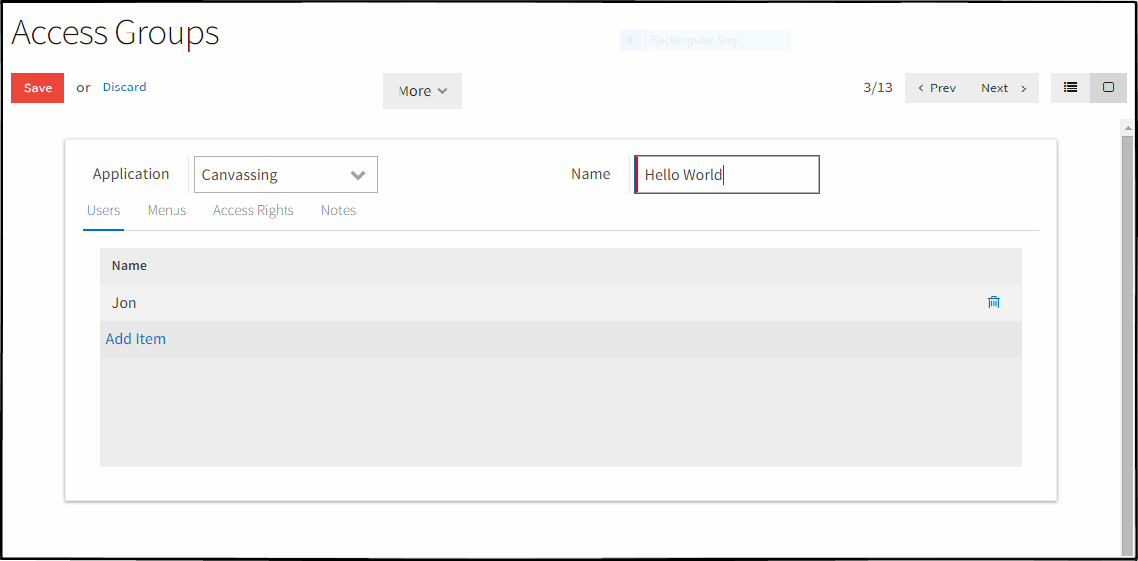 Access Groups
Rectangular Snip
Save or Discard More 3/13 Prev Next
Application Canvassing Name Hello World
Users Menus Access Rights Notes
Name
Jon
Add Item